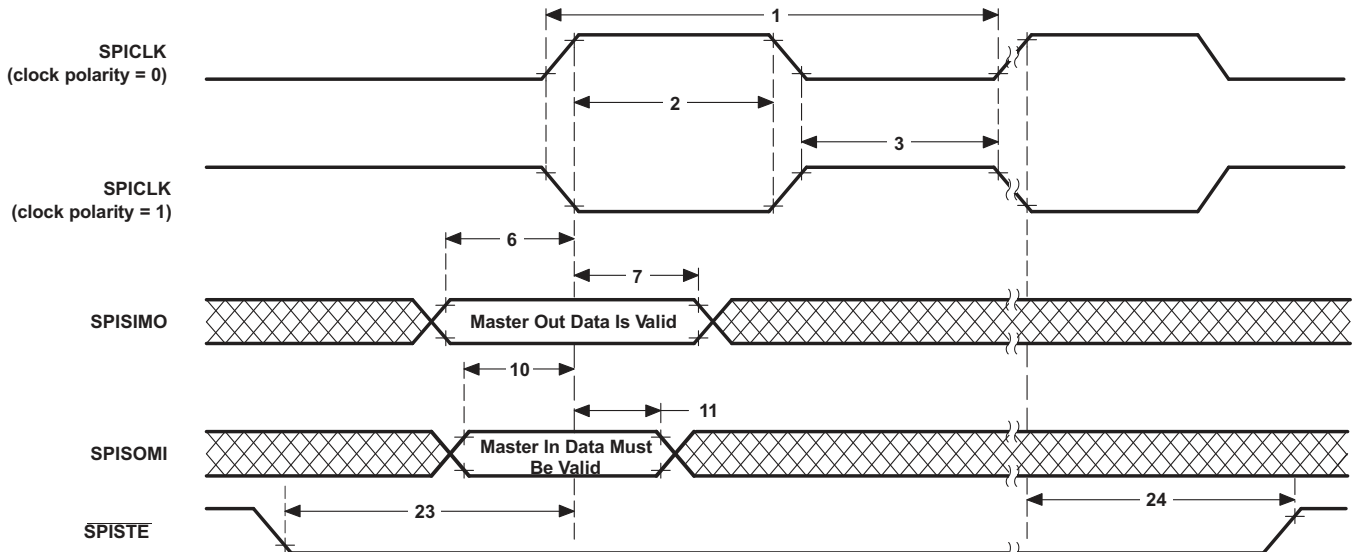 1
SPICLK
(clock polarity = 0)
2
3
SPICLK
(clock polarity = 1)
6
7
SPISIMO
Master Out Data Is Valid
10
11
SPISOMI
Master In Data Must
Be Valid
23
24
SPISTE